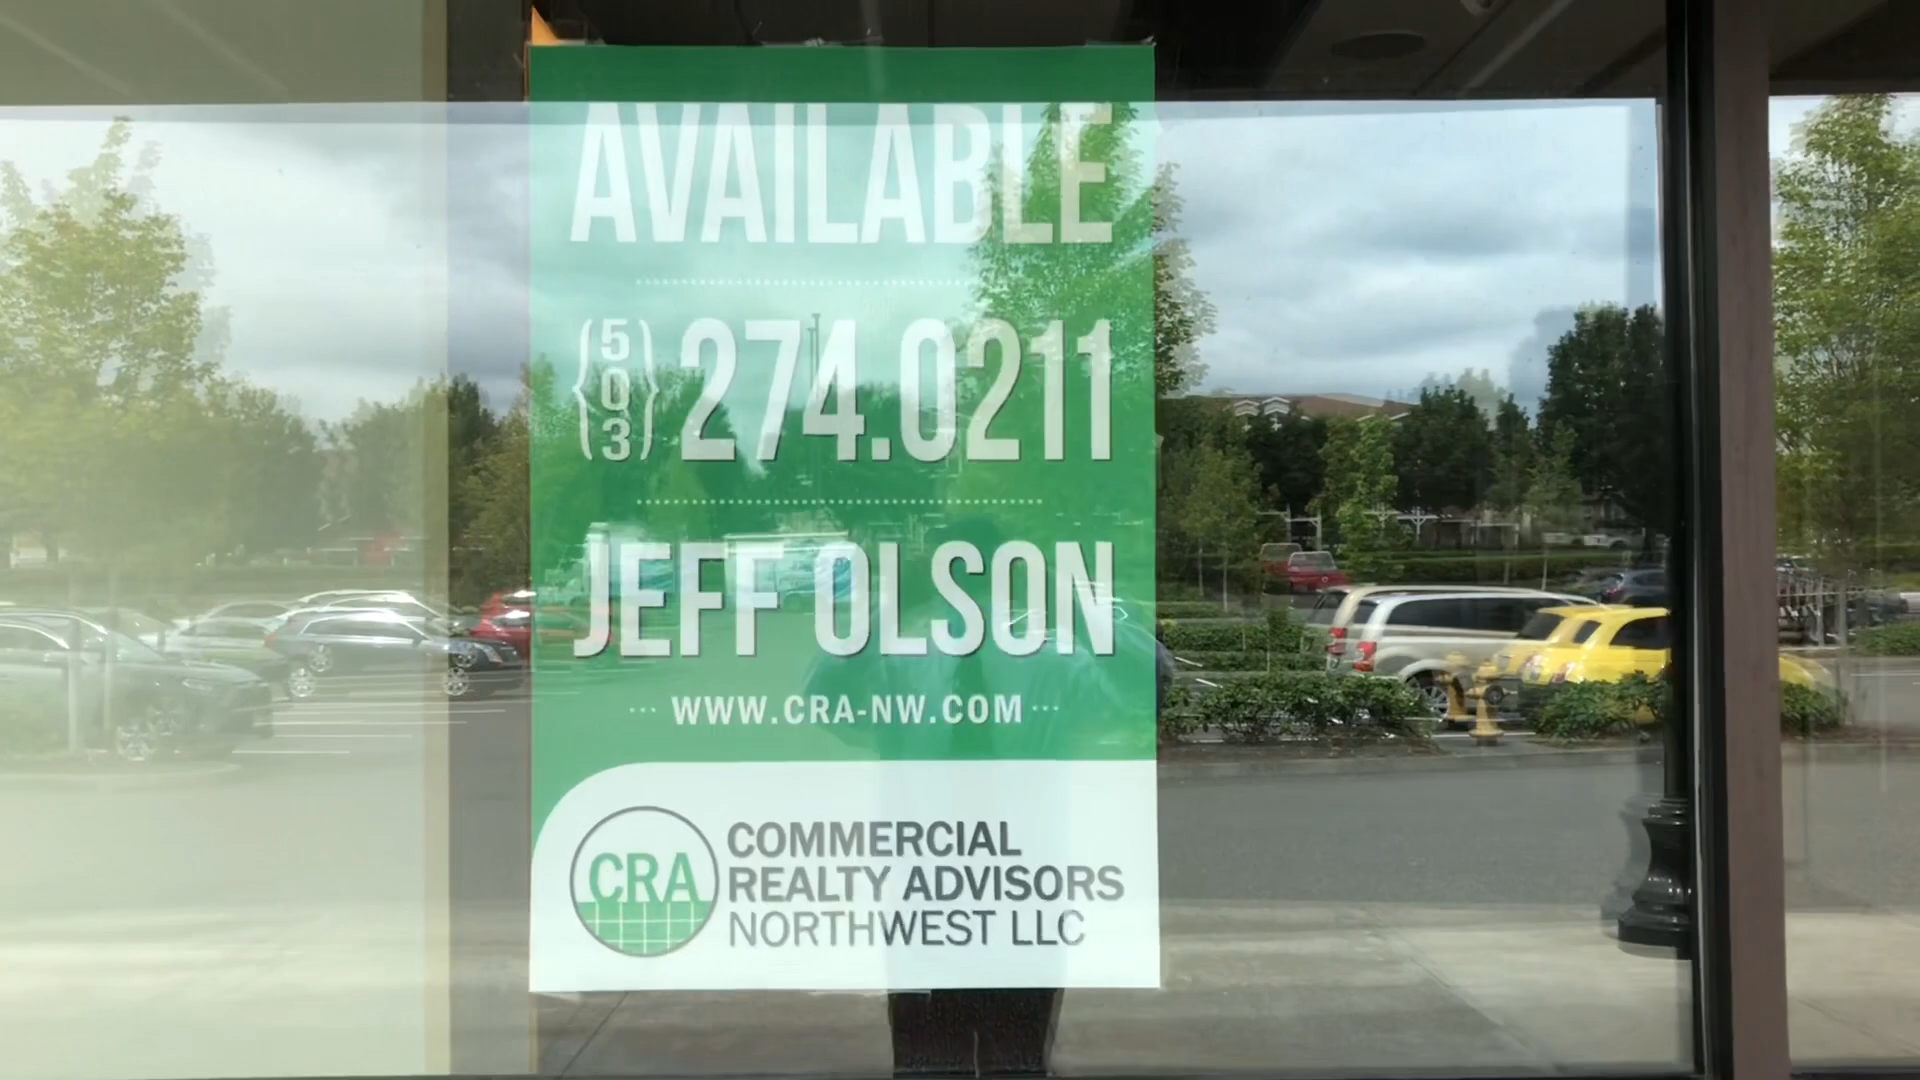 AVAILABLE
{503} 274.0211
JEFF OLSON
WWW.CRA-NW.COM
CRA
COMMERCIAL
REALTY ADVISORS
NORTHWEST LLC